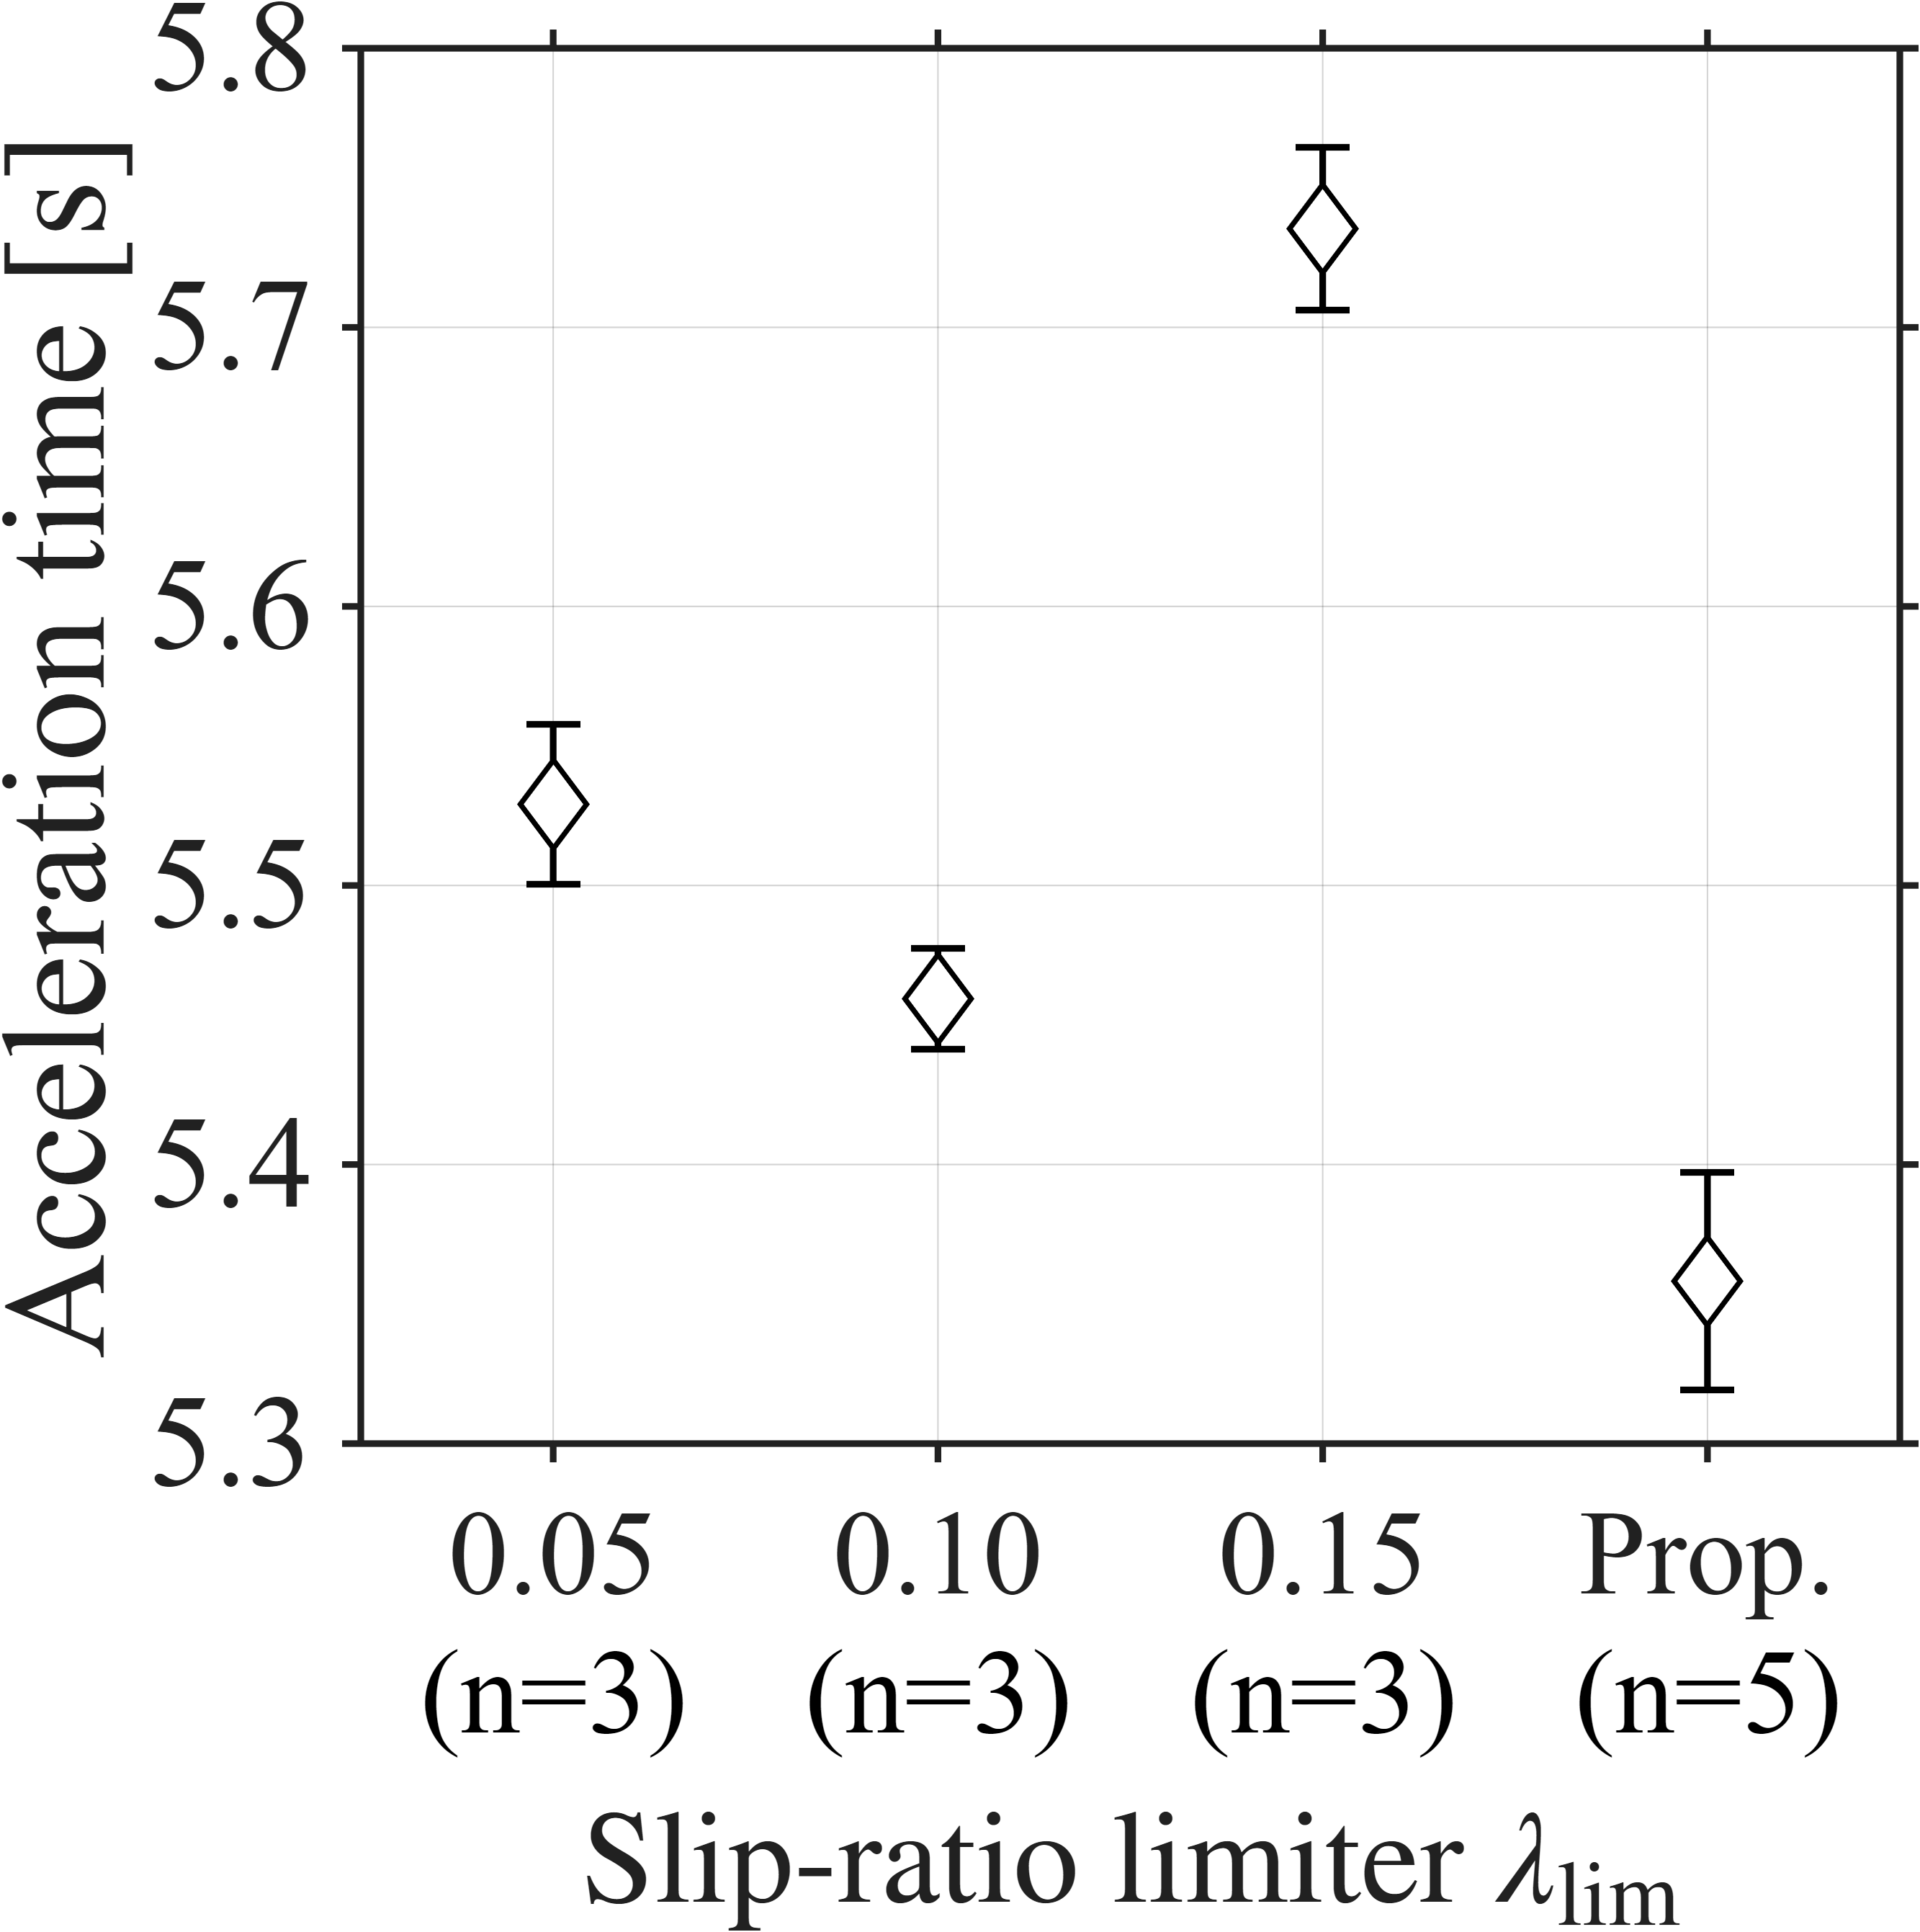 Acceleration time [s]
5.8
5.7
5.6
5.5
5.4
5.3
0.05 0.10 0.15 Prop.
(n=3) (n=3) (n=3) (n=5)
Slip-ratio limiter λlim